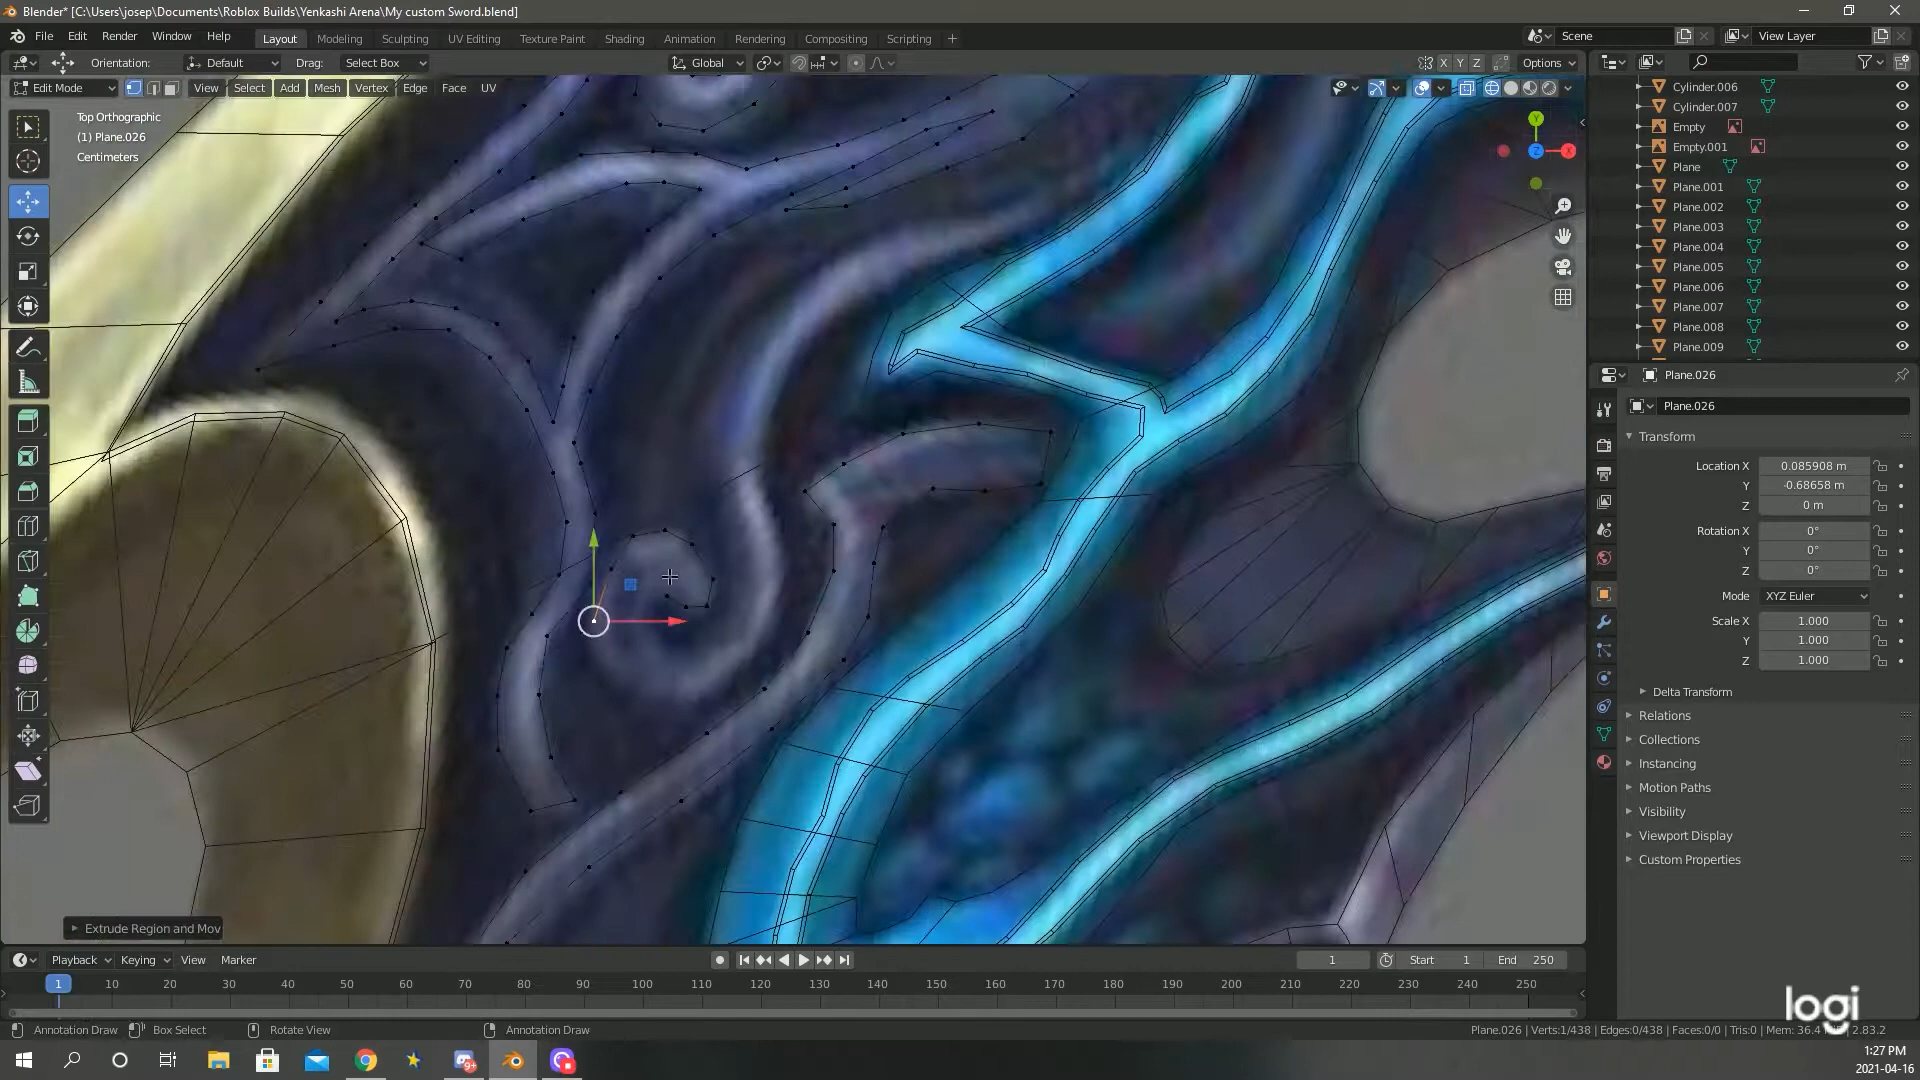 Blender* [C:\Users\josep\Documents\Roblox Builds\Yenkashi Arena\My custom Sword.blend]
File Edit Render Window Help Layout Modeling Sculpting UV Editing Texture Paint Shading Animation Rendering Compositing Scripting + Scene View Layer
Orientation: Default Drag: Select Box Global X Y Z Options
Edit Mode View Select Add Mesh Vertex Edge Face UV
Top Orthographic
(1) Plane.026
Centimeters
Y
Z
X
Cylinder.006
Cylinder.007
Empty
Empty.001
Plane
Plane.001
Plane.002
Plane.003
Plane.004
Plane.005
Plane.006
Plane.007
Plane.008
Plane.009
Plane.026
Plane.026
Transform
Location X 0.085908 m
Y -0.68658 m
Z 0 m
Rotation X 0°
Y 0°
Z 0°
Mode XYZ Euler
Scale X 1.000
Y 1.000
Z 1.000
Delta Transform
Relations
Collections
Instancing
Motion Paths
Visibility
Viewport Display
Custom Properties
Extrude Region and Mov
Playback Keying View Marker 1 Start 1 End 250
1 10 20 30 40 50 60 70 80 90 100 110 120 130 140 150 160 170 180 190 200 210 220 230 240 250
logi
Annotation Draw Box Select Rotate View Annotation Draw Plane.026 | Verts:1/438 | Edges:0/438 | Faces:0/0 | Tris:0 | Mem: 36.4 2.83.2
9+
1:27 PM
2021-04-16